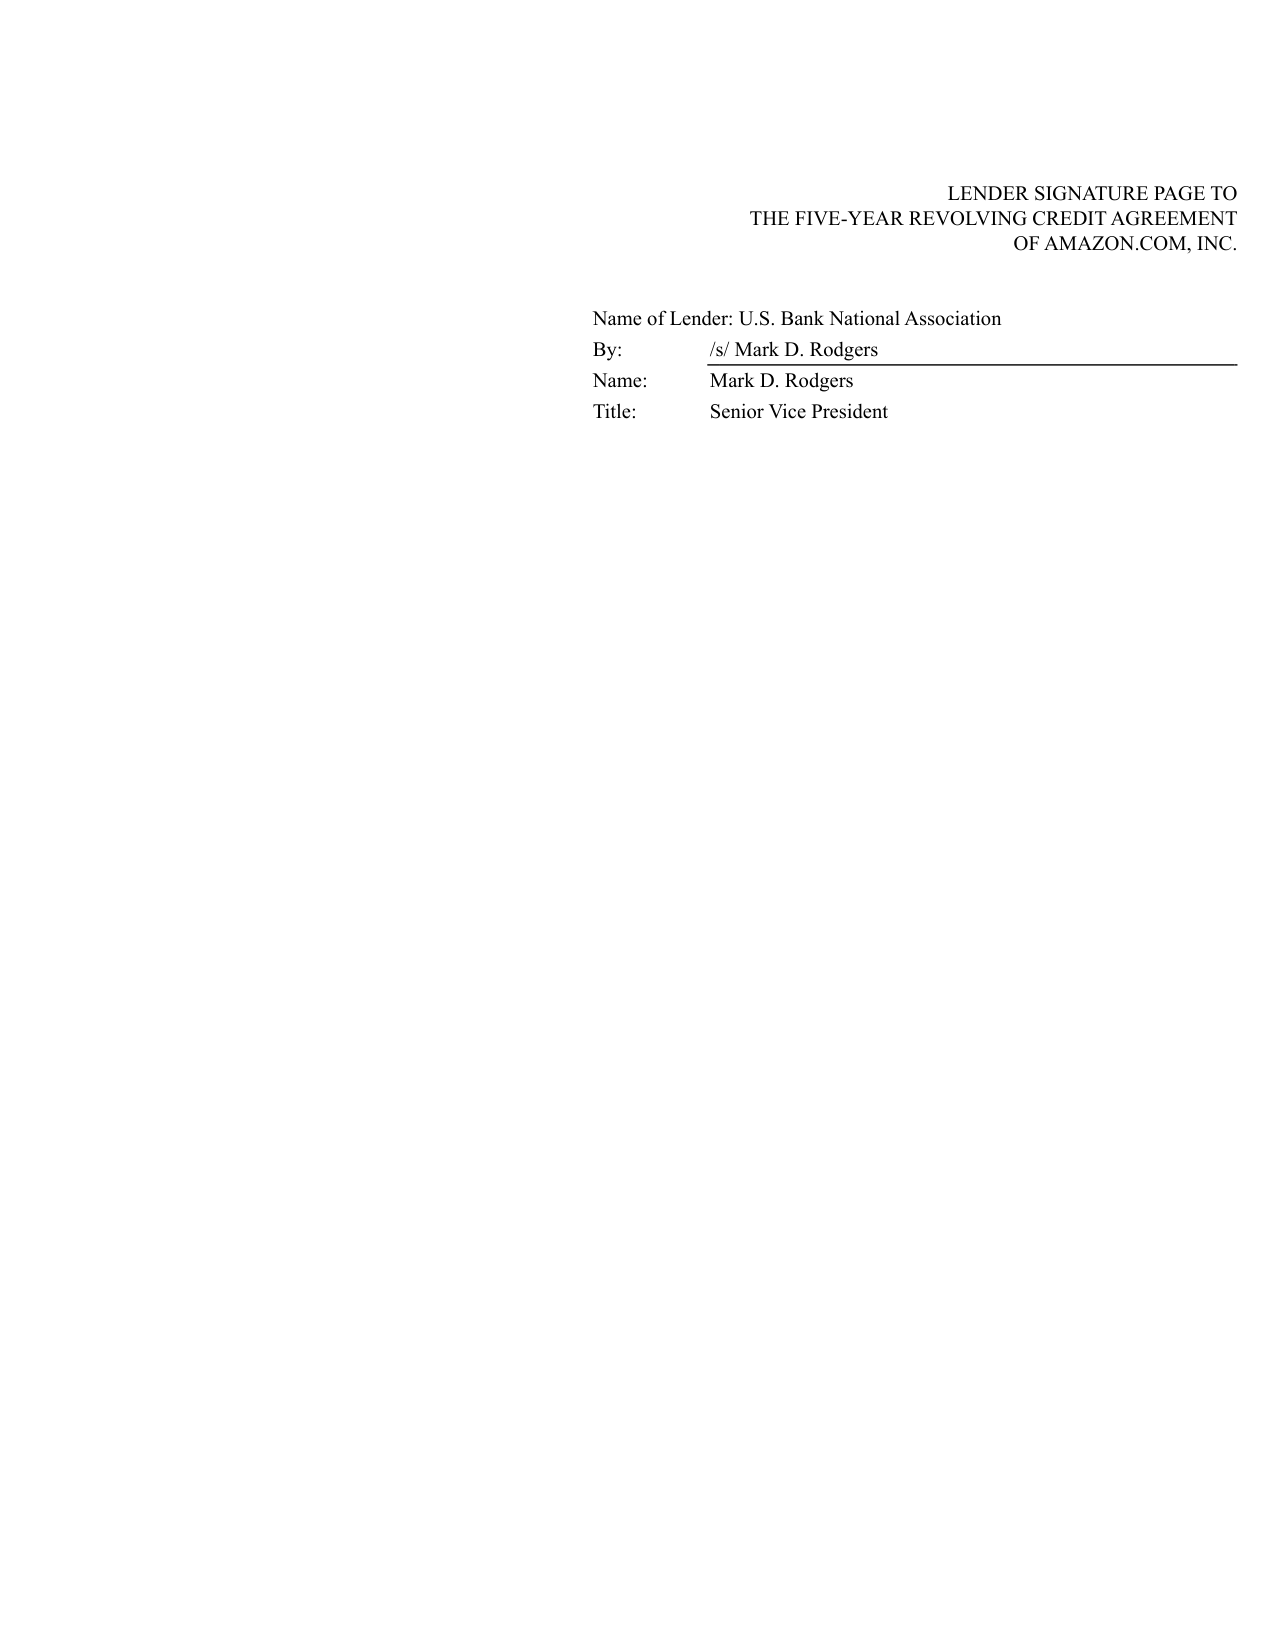 LENDER SIGNATURE PAGE TO
THE FIVE-YEAR REVOLVING CREDIT AGREEMENT
OF AMAZON.COM, INC.
Name of Lender: U.S. Bank National Association
By: /s/ Mark D. Rodgers
Name: Mark D. Rodgers
Title: Senior Vice President